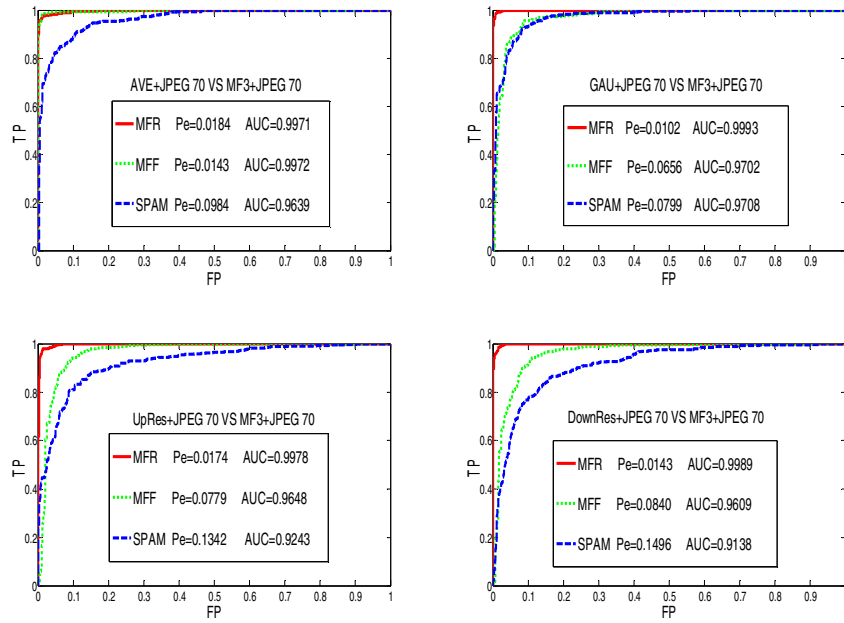 AVE+JPEG 70 VS MF3+JPEG 70
MFR Pe=0.0184 AUC=0.9971
MFF Pe=0.0143 AUC=0.9972
SPAM Pe=0.0984 AUC=0.9639
TP
1
0.8
0.6
0.4
0.2
0
0 0.1 0.2 0.3 0.4 0.5 0.6 0.7 0.8 0.9 1
FP
GAU+JPEG 70 VS MF3+JPEG 70
MFR Pe=0.0102 AUC=0.9993
MFF Pe=0.0656 AUC=0.9702
SPAM Pe=0.0799 AUC=0.9708
TP
1
0.8
0.6
0.4
0.2
0
0 0.1 0.2 0.3 0.4 0.5 0.6 0.7 0.8 0.9
FP
UpRes+JPEG 70 VS MF3+JPEG 70
MFR Pe=0.0174 AUC=0.9978
MFF Pe=0.0779 AUC=0.9648
SPAM Pe=0.1342 AUC=0.9243
TP
1
0.8
0.6
0.4
0.2
0
0 0.1 0.2 0.3 0.4 0.5 0.6 0.7 0.8 0.9 1
FP
DownRes+JPEG 70 VS MF3+JPEG 70
MFR Pe=0.0143 AUC=0.9989
MFF Pe=0.0840 AUC=0.9609
SPAM Pe=0.1496 AUC=0.9138
TP
1
0.8
0.6
0.4
0.2
0
0 0.1 0.2 0.3 0.4 0.5 0.6 0.7 0.8 0.9
FP